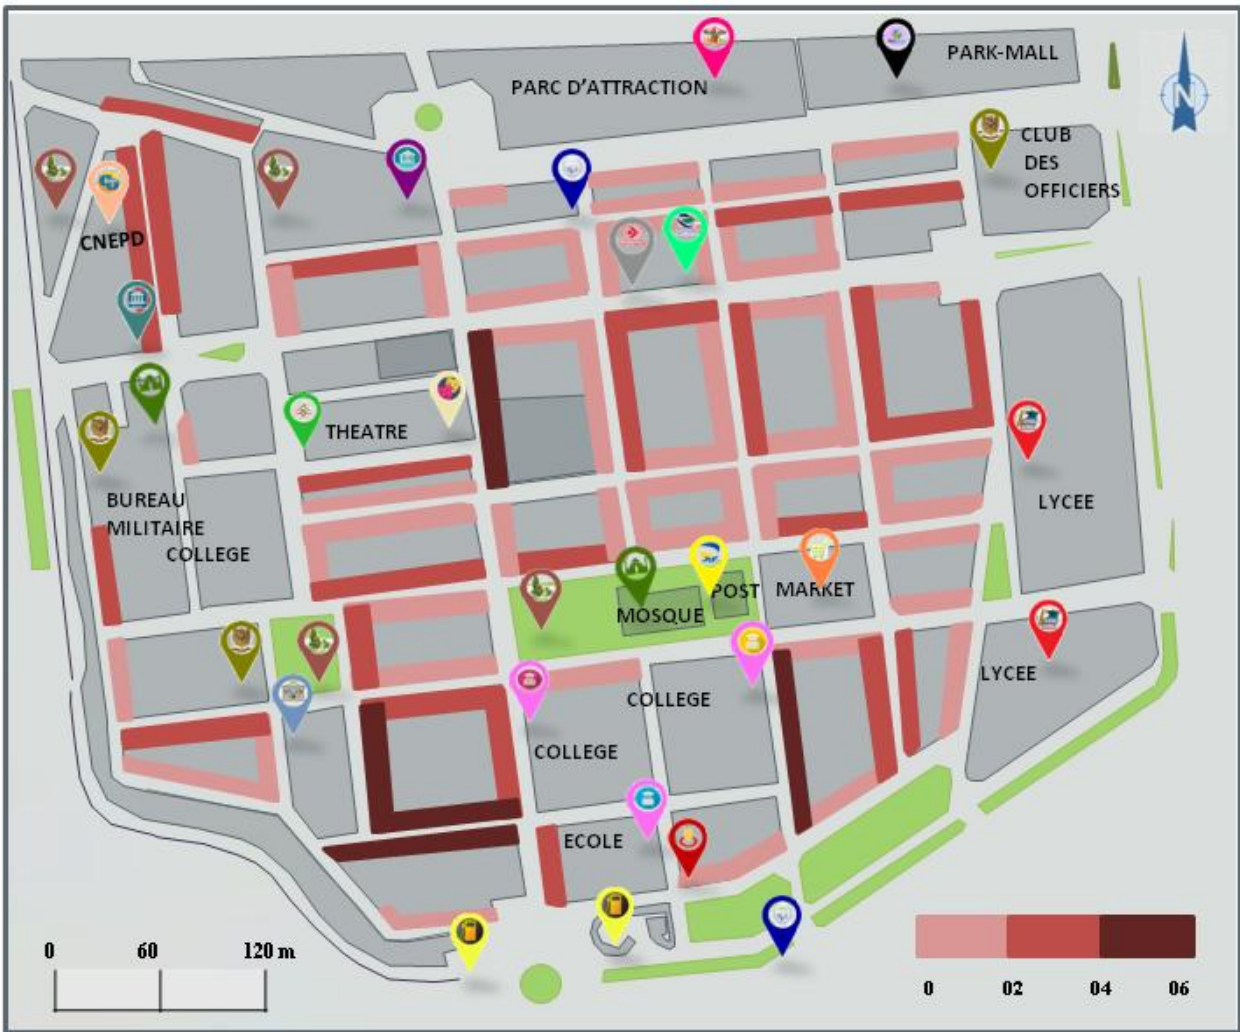 PARK-MALL
PARC D'ATTRACTION
N
CLUB
DES
OFFICIERS
CNEPD
THEATRE
BUREAU
MILITAIRE
COLLEGE
LYCEE
POST
MARKET
MOSQUE
LYCEE
COLLEGE
COLLEGE
ECOLE
0 60 120 m
0 02 04 06